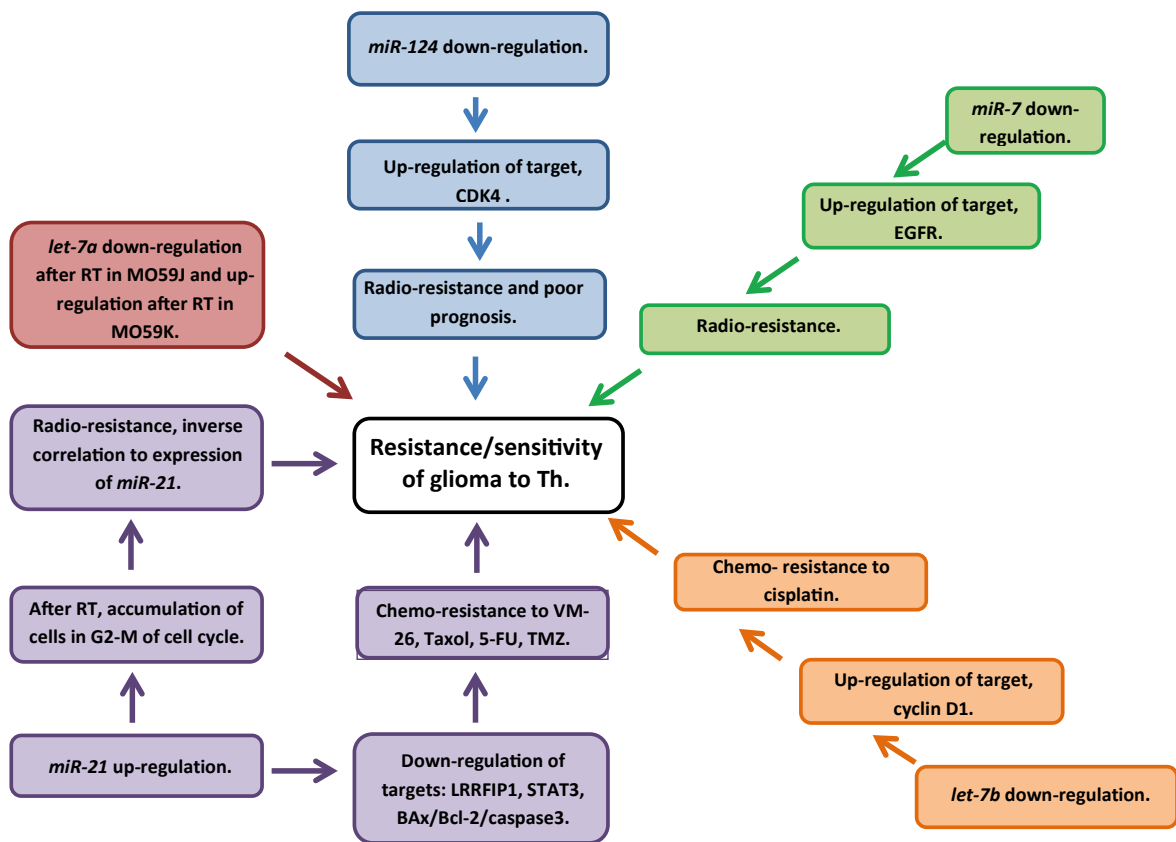 miR-124 down-regulation.
Up-regulation of target,
CDK4 .
Radio-resistance and poor
prognosis.
miR-7 down-
regulation.
Up-regulation of target,
EGFR.
Radio-resistance.
let-7a down-regulation
after RT in MO59J and up-
regulation after RT in
MO59K.
Radio-resistance, inverse
correlation to expression
of miR-21.
Resistance/sensitivity
of glioma to Th.
After RT, accumulation of
cells in G2-M of cell cycle.
Chemo-resistance to VM-
26, Taxol, 5-FU, TMZ.
Chemo- resistance to
cisplatin.
Up-regulation of target,
cyclin D1.
miR-21 up-regulation.
Down-regulation of
targets: LRRFIP1, STAT3,
BAx/Bcl-2/caspase3.
let-7b down-regulation.